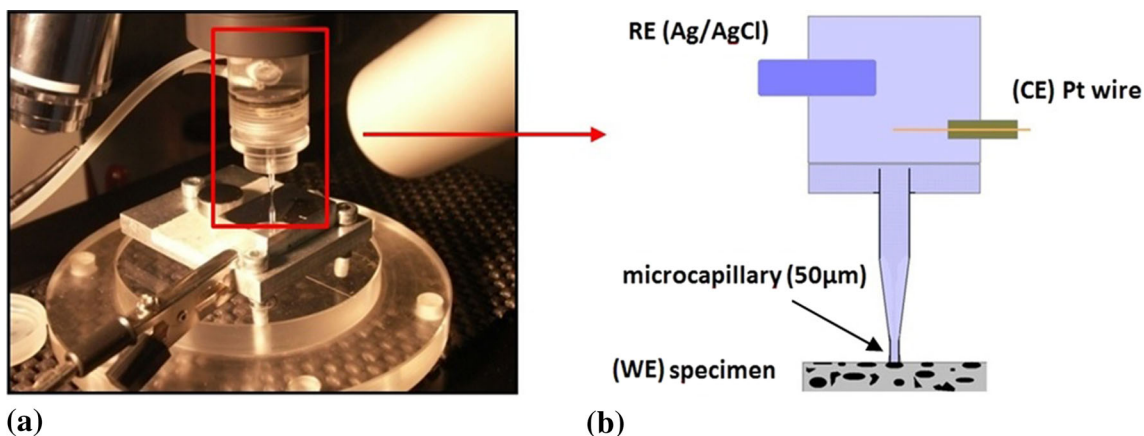 RE (Ag/AgCl)
(CE) Pt wire
microcapillary (50µm)
(WE) specimen
(a)
(b)